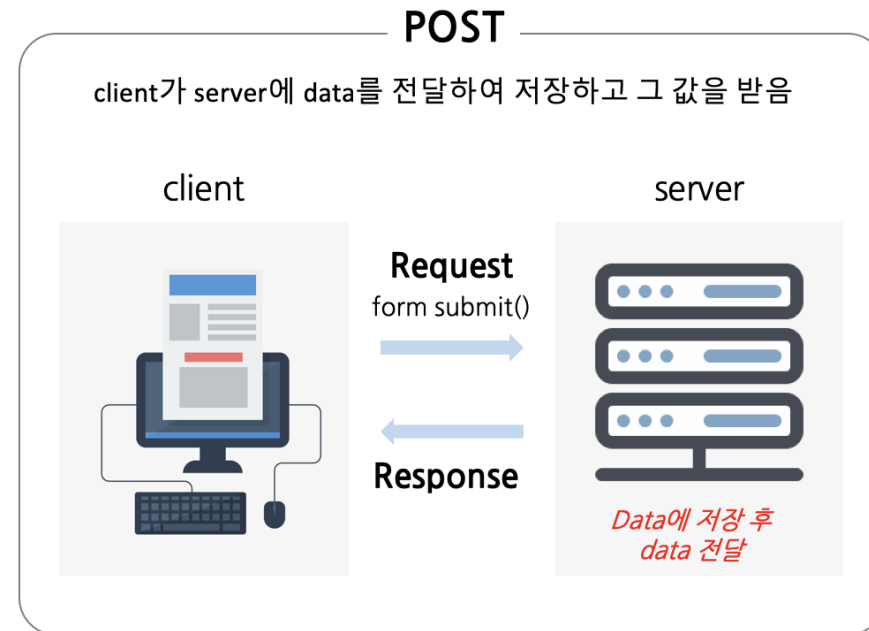 POST
client가 server에 data를 전달하여 저장하고 그 값을 받음
client
server
Request
form submit()
Response
Data에 저장 후
data 전달